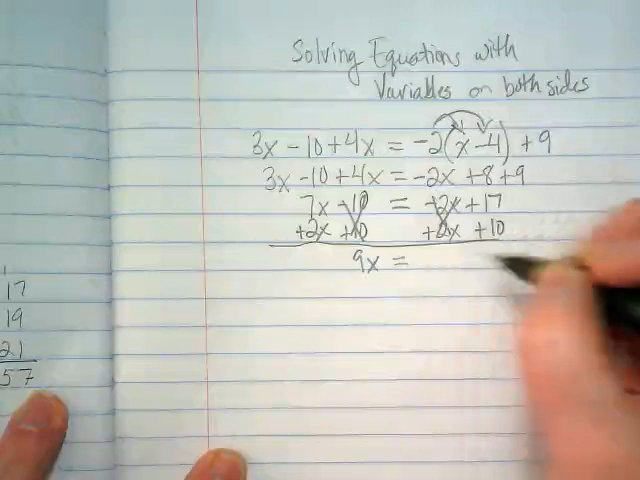 Solving Equations with
Variables on both sides
3x - 10 + 4x = -2(x - 4) + 9
3x - 10 + 4x = -2x + 8 + 9
7x - 10 = -2x + 17
+2x +10 +2x +10
9x =
1
17
19
21
57